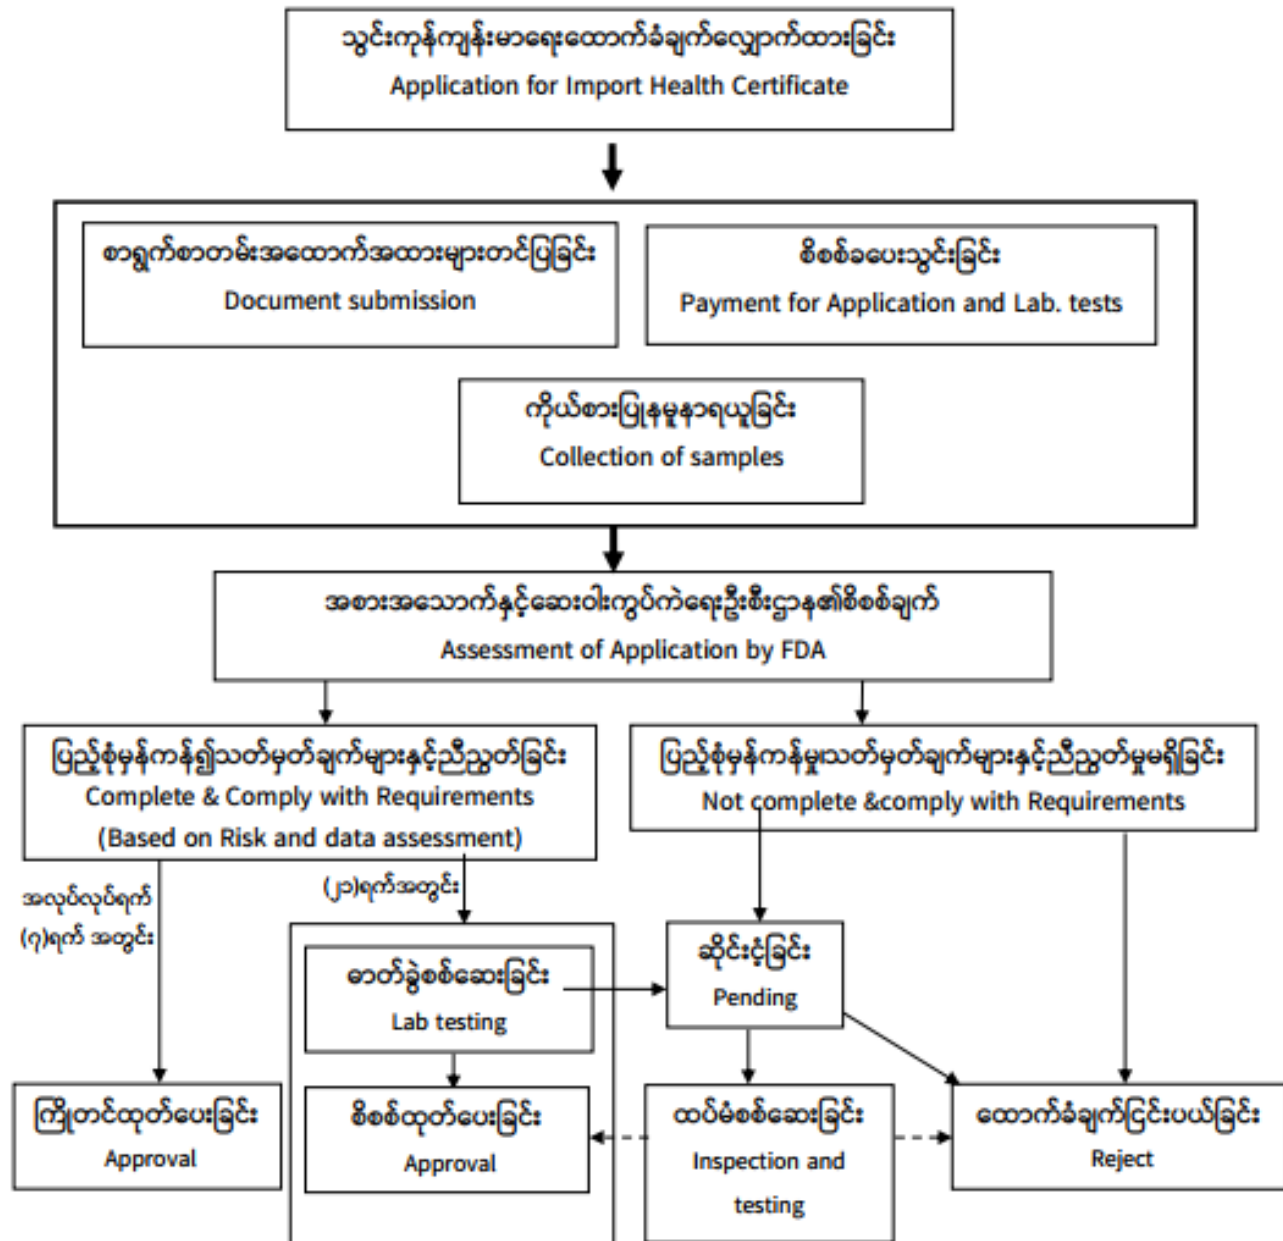 သွင်းကုန်ကျန်းမာရေးထောက်ခံချက်လျှောက်ထားခြင်း
Application for Import Health Certificate
စာရွက်စာတမ်းအထောက်အထားများတင်ပြခြင်း
Document submission
စိစစ်ခပေးသွင်းခြင်း
Payment for Application and Lab. tests
ကိုယ်စားပြုနမူနာရယူခြင်း
Collection of samples
အစားအသောက်နှင့်ဆေးဝါးကွပ်ကဲရေးဦးစီးဌာန၏စိစစ်ချက်
Assessment of Application by FDA
ပြည့်စုံမှန်ကန်၍သတ်မှတ်ချက်များနှင့်ညီညွတ်ခြင်း
Complete & Comply with Requirements
(Based on Risk and data assessment)
ပြည့်စုံမှန်ကန်မှု၊သတ်မှတ်ချက်များနှင့်ညီညွတ်မှုမရှိခြင်း
Not complete &comply with Requirements
အလုပ်လုပ်ရက်
(၇)ရက် အတွင်း
(၂၁)ရက်အတွင်း
ဓာတ်ခွဲစစ်ဆေးခြင်း
Lab testing
ဆိုင်းငံ့ခြင်း
Pending
ကြိုတင်ထုတ်ပေးခြင်း
Approval
စိစစ်ထုတ်ပေးခြင်း
Approval
ထပ်မံစစ်ဆေးခြင်း
Inspection and
testing
ထောက်ခံချက်ငြင်းပယ်ခြင်း
Reject